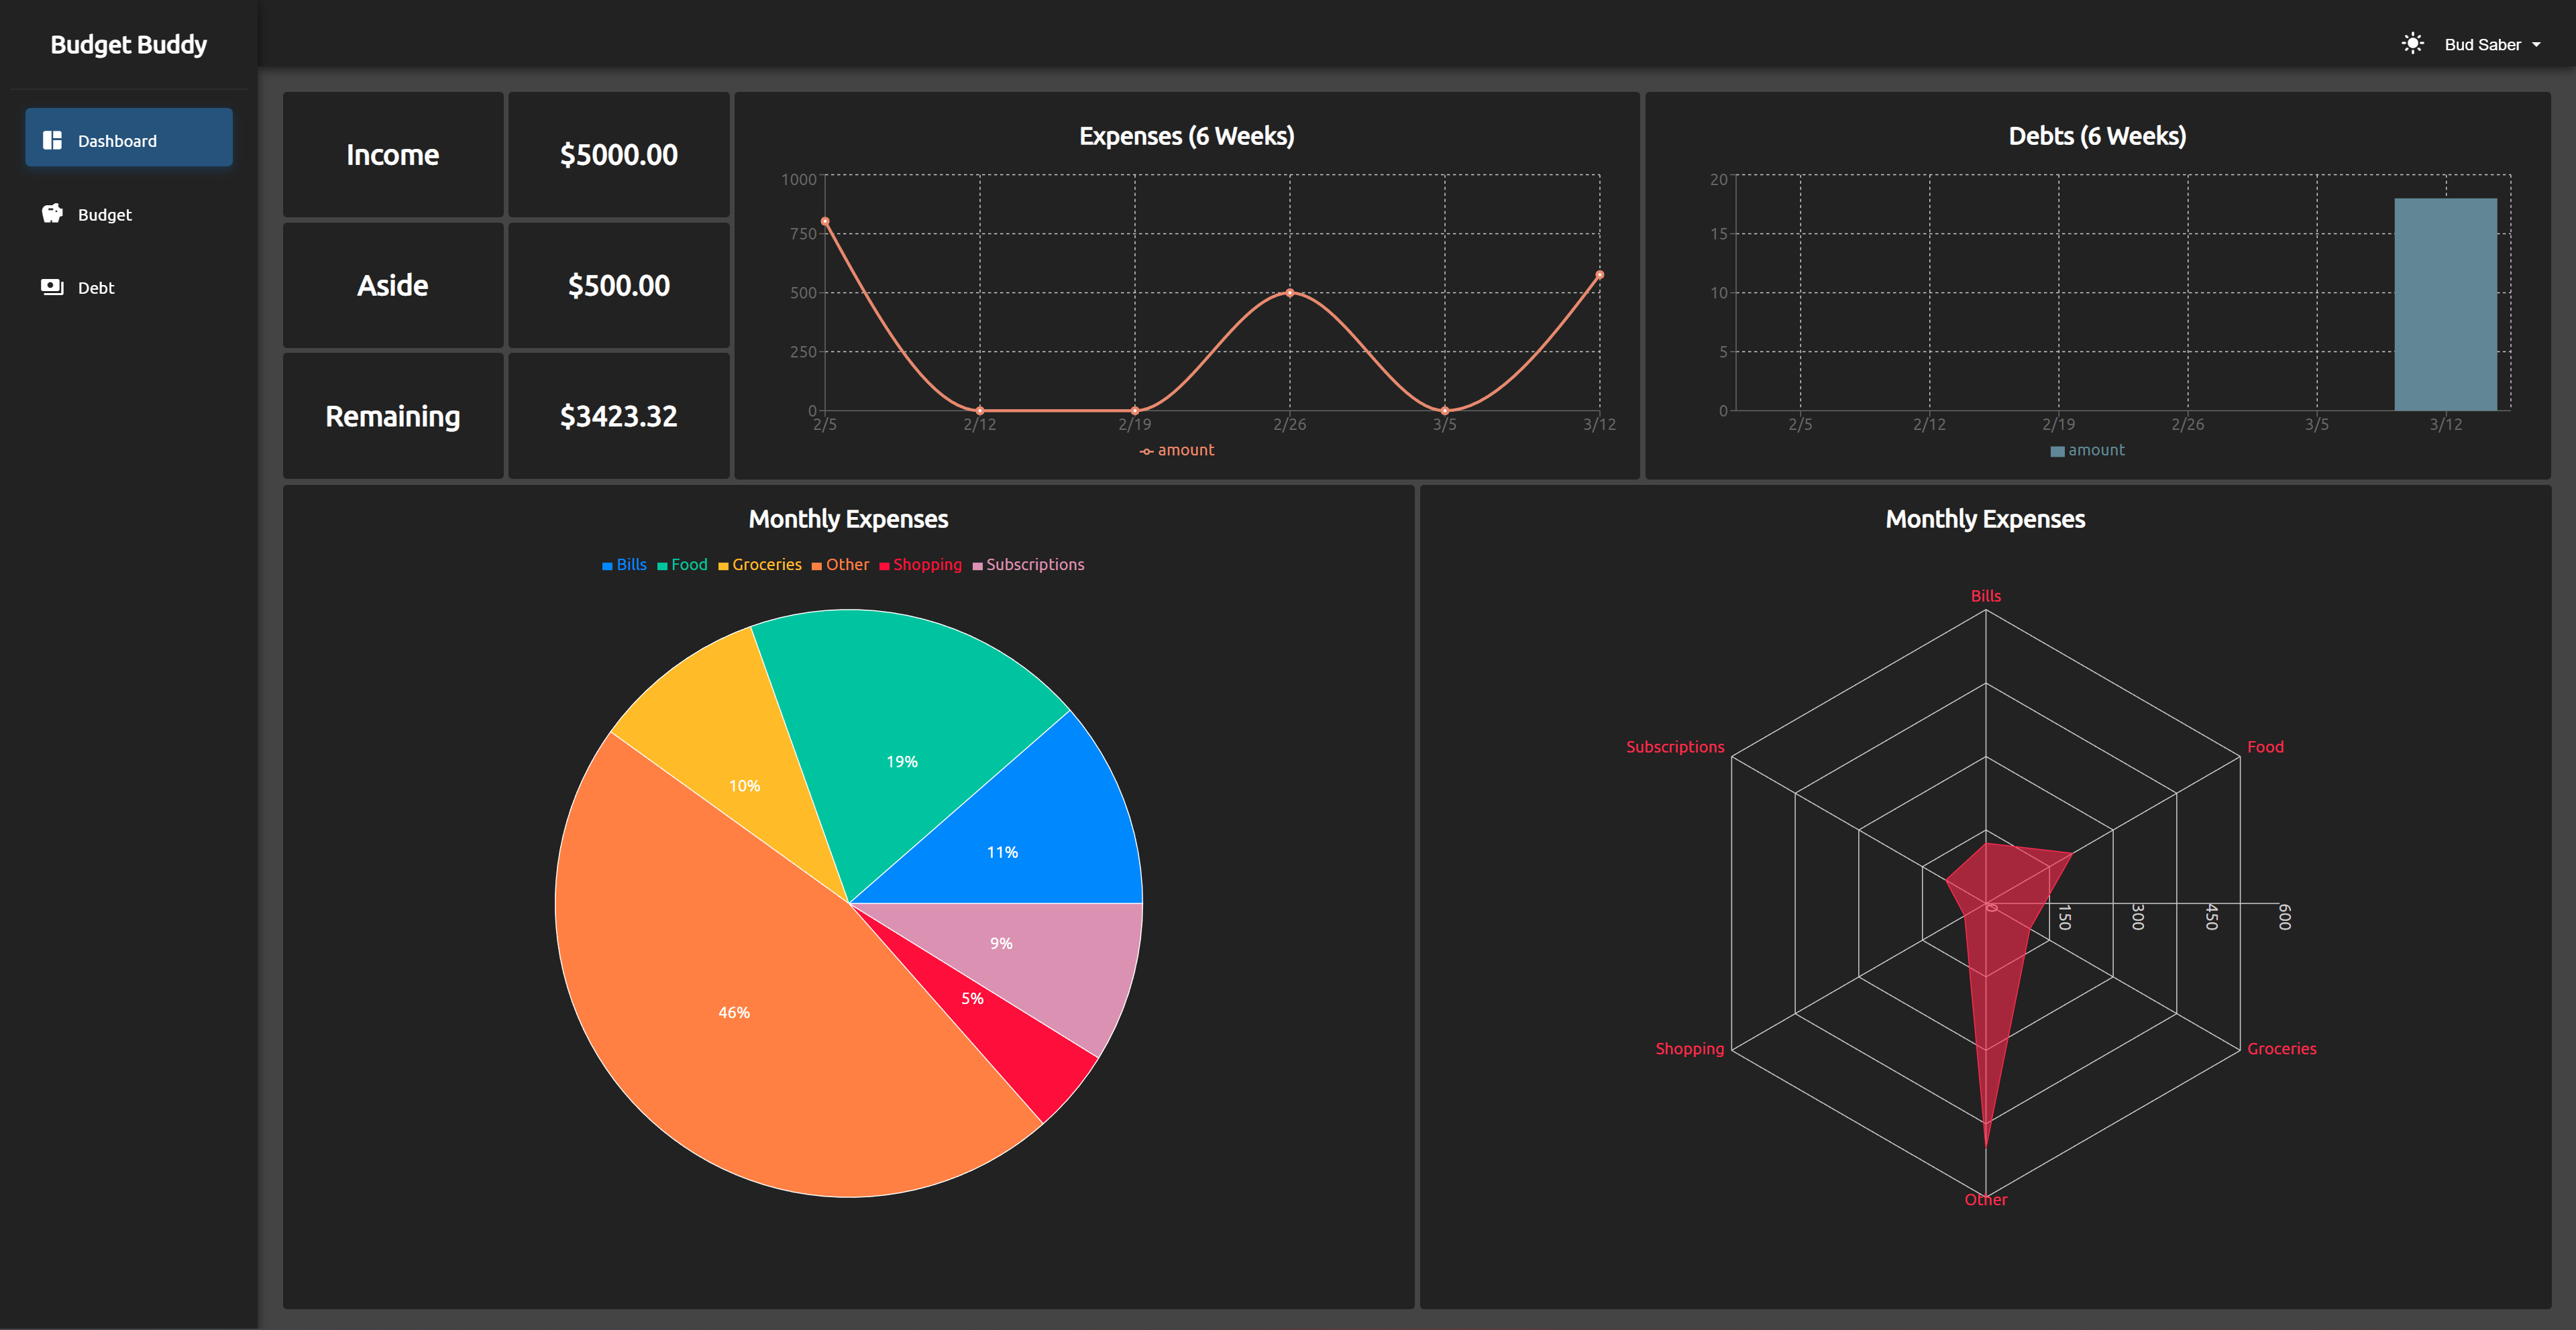 Budget Buddy
Bud Saber
Dashboard
Budget
Debt
Income
$5000.00
Aside
$500.00
Remaining
$3423.32
Expenses (6 Weeks)
1000
750
500
250
0
2/5 2/12 2/19 2/26 3/5 3/12
amount
Debts (6 Weeks)
20
15
10
5
0
2/5 2/12 2/19 2/26 3/5 3/12
amount
Monthly Expenses
Bills Food Groceries Other Shopping Subscriptions
19%
10%
11%
9%
5%
46%
Monthly Expenses
Bills
Subscriptions Food
0 150 300 450 600
Shopping Groceries
Other